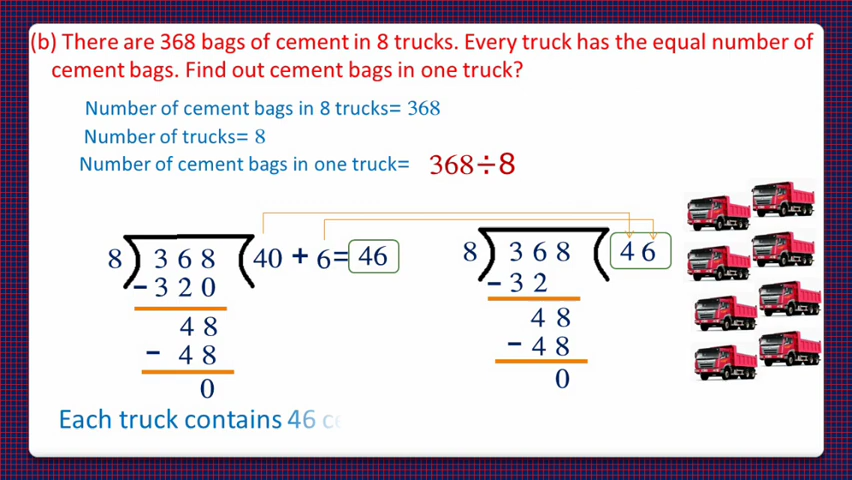 (b) There are 368 bags of cement in 8 trucks. Every truck has the equal number of
cement bags. Find out cement bags in one truck?
Number of cement bags in 8 trucks= 368
Number of trucks= 8
Number of cement bags in one truck= 368÷8
8 ) 368 ( 40 + 6= 46
-320
48
- 48
0
8 ) 368 ( 46
-32
48
- 48
0
Each truck contains 46